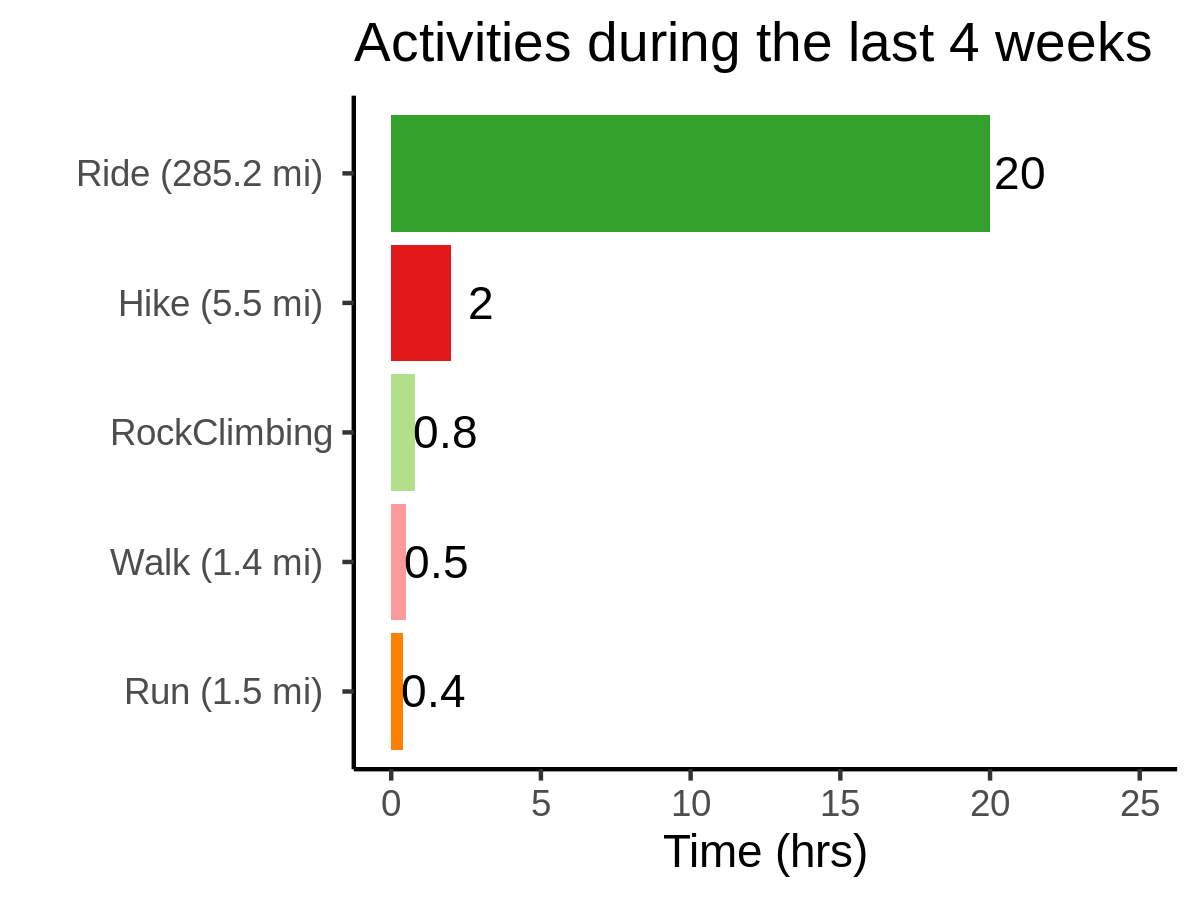 Activities during the last 4 weeks
Ride (285.2 mi) 20
Hike (5.5 mi) 2
RockClimbing 0.8
Walk (1.4 mi) 0.5
Run (1.5 mi) 0.4
0 5 10 15 20 25
Time (hrs)